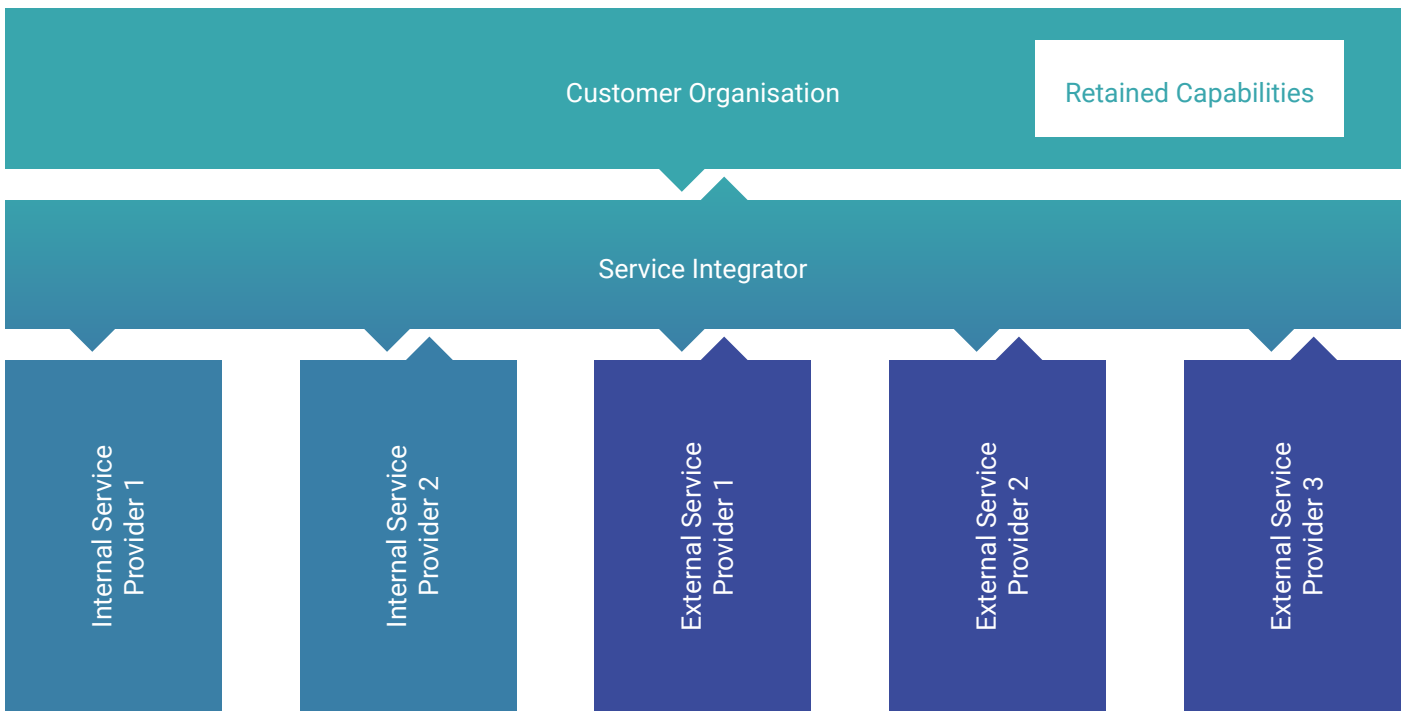 Customer Organisation
Retained Capabilities
Service Integrator
Internal Service
Provider 1
Internal Service
Provider 2
External Service
Provider 1
External Service
Provider 2
External Service
Provider 3